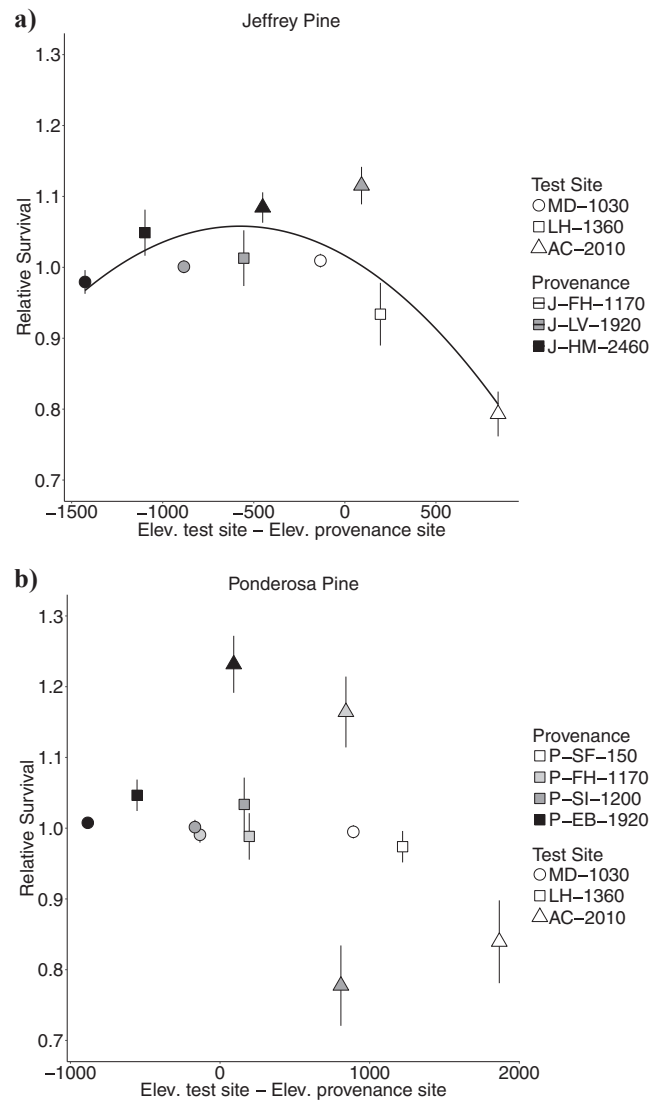 a)
Jeffrey Pine
1.3
1.2
1.1
1.0
0.9
0.8
0.7
Relative Survival
−1500
−1000
−500
0
500
Elev. test site − Elev. provenance site
Test Site
MD−1030
LH−1360
AC−2010
Provenance
J−FH−1170
J−LV−1920
J−HM−2460
b)
Ponderosa Pine
1.3
1.2
1.1
1.0
0.9
0.8
0.7
Relative Survival
−1000
0
1000
2000
Elev. test site − Elev. provenance site
Provenance
P−SF−150
P−FH−1170
P−SI−1200
P−EB−1920
Test Site
MD−1030
LH−1360
AC−2010